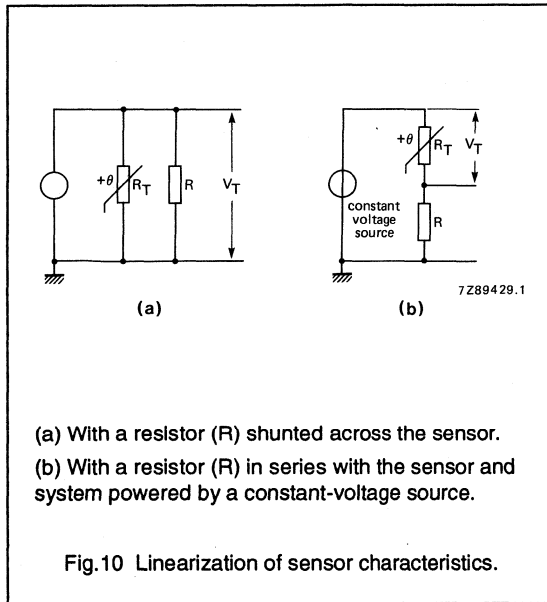 +θ
R_T
R
V_T
(a)
constant
voltage
source
+θ
R_T
R
V_T
7Z89429.1
(b)
(a) With a resistor (R) shunted across the sensor.
(b) With a resistor (R) in series with the sensor and
system powered by a constant-voltage source.
Fig.10 Linearization of sensor characteristics.